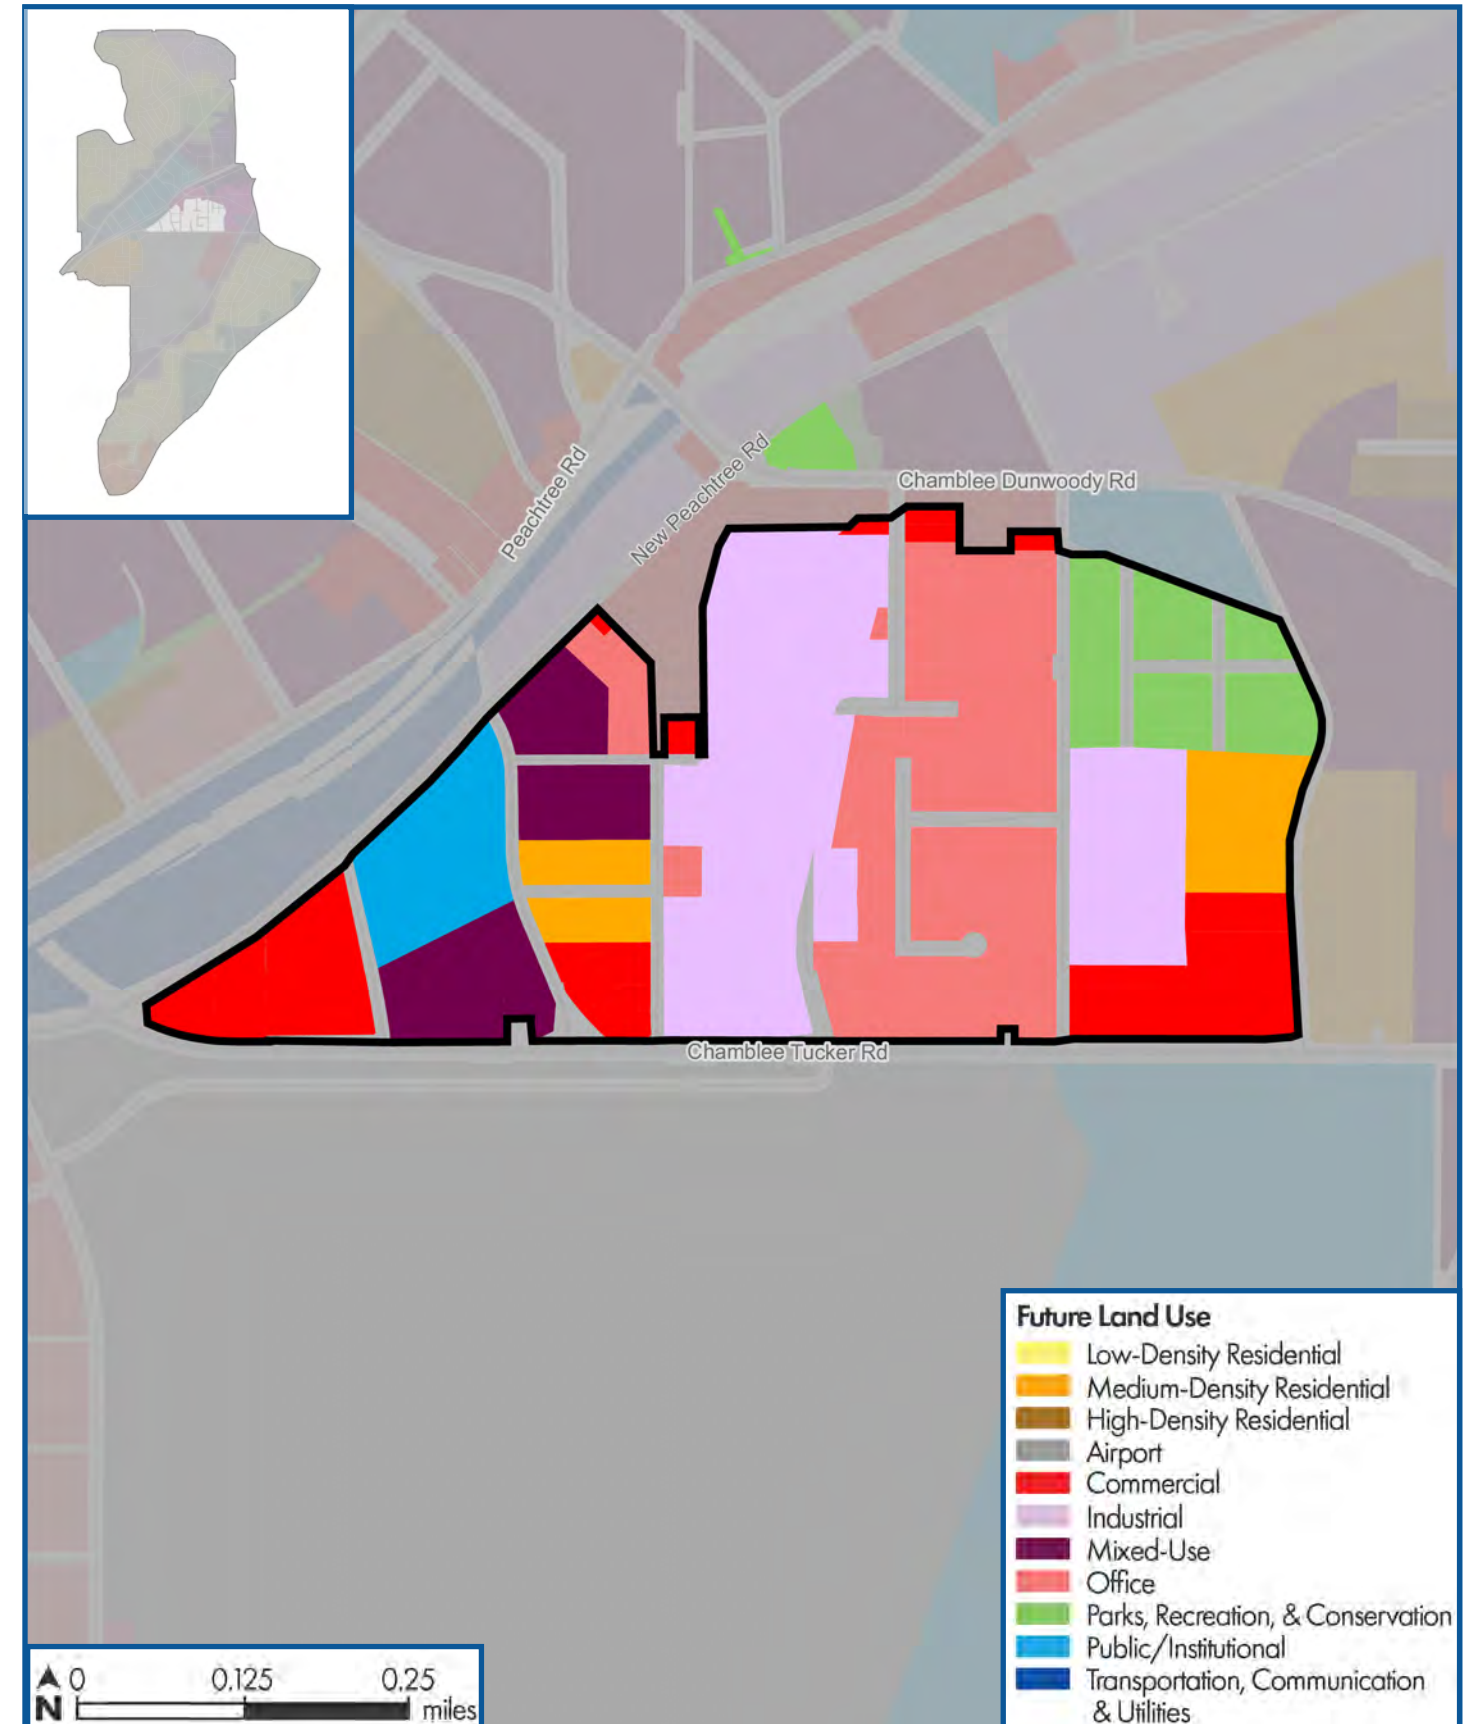 Chamblee Dunwoody Rd
Peachtree Rd
New Peachtree Rd
Chamblee Tucker Rd
Future Land Use
Low-Density Residential
Medium-Density Residential
High-Density Residential
Airport
Commercial
Industrial
Mixed-Use
Office
Parks, Recreation, & Conservation
Public/Institutional
Transportation, Communication
& Utilities
0 0.125 0.25
N miles